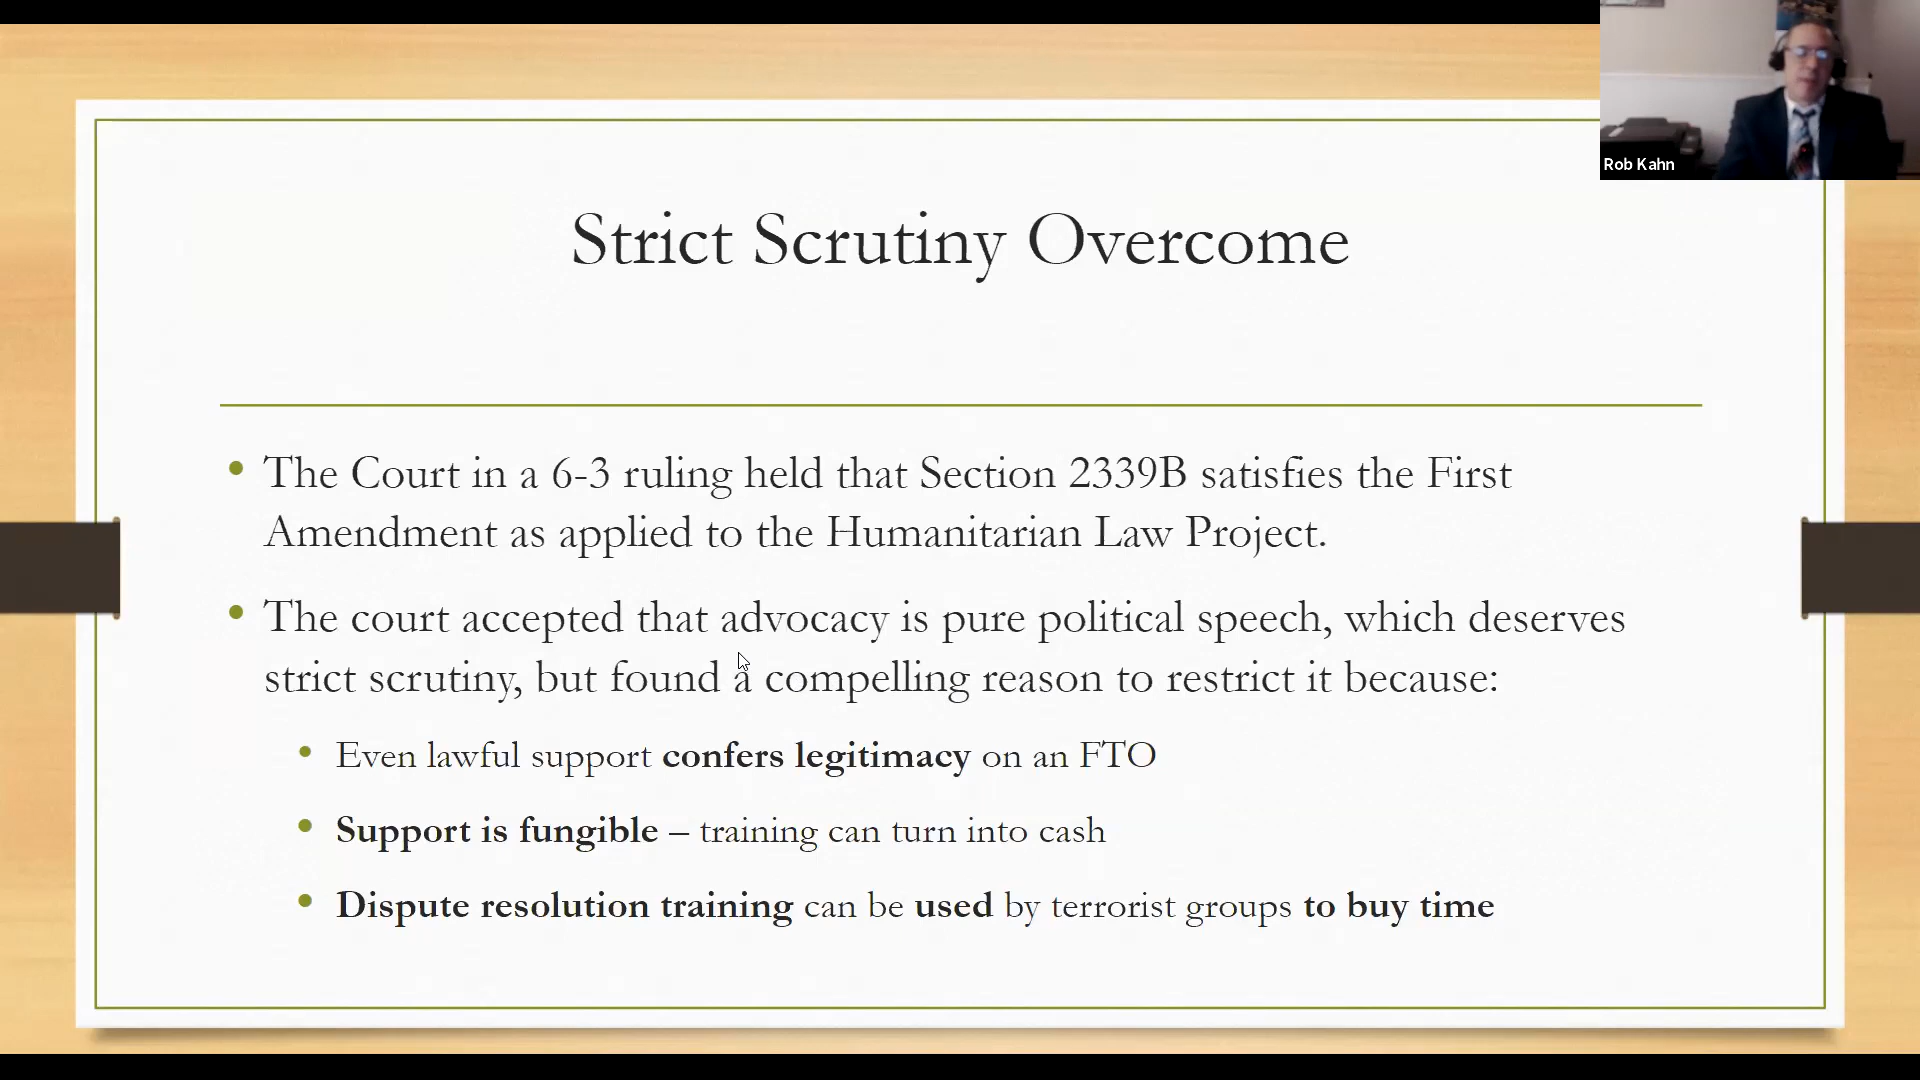 Rob Kahn
Strict Scrutiny Overcome
• The Court in a 6-3 ruling held that Section 2339B satisfies the First
Amendment as applied to the Humanitarian Law Project.
• The court accepted that advocacy is pure political speech, which deserves
strict scrutiny, but found a compelling reason to restrict it because:
• Even lawful support confers legitimacy on an FTO
• Support is fungible – training can turn into cash
• Dispute resolution training can be used by terrorist groups to buy time